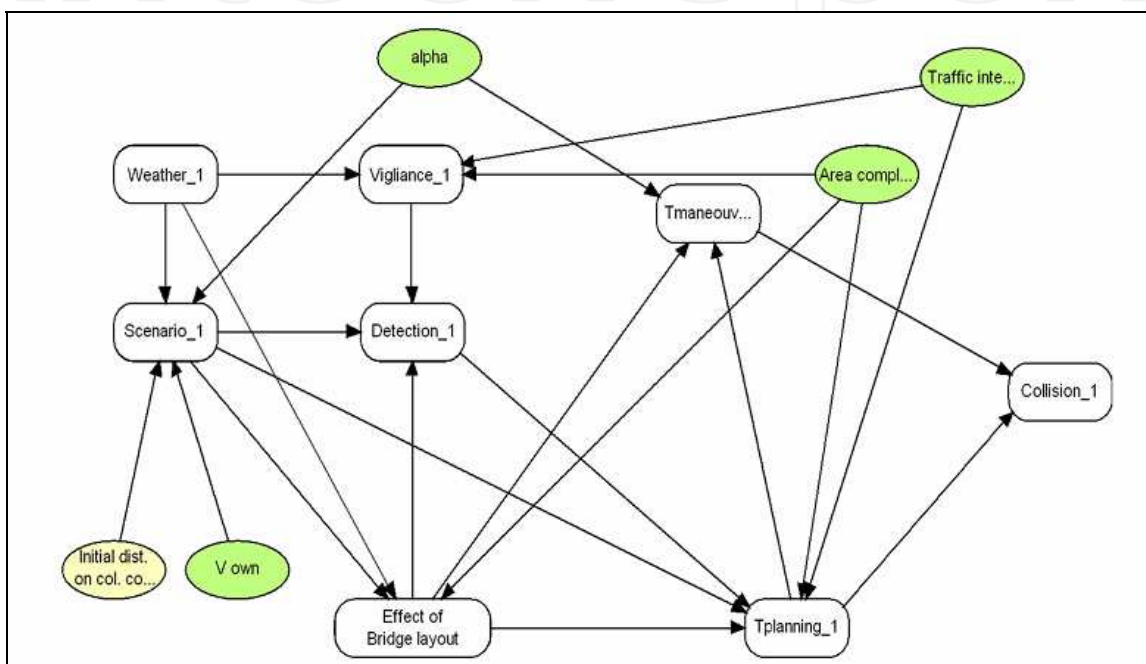 alpha
Traffic inte...
Weather_1
Vigliance_1
Area compl...
Tmaneouv...
Scenario_1
Detection_1
Collision_1
Initial dist.
on col. co...
V own
Effect of
Bridge layout
Tplanning_1